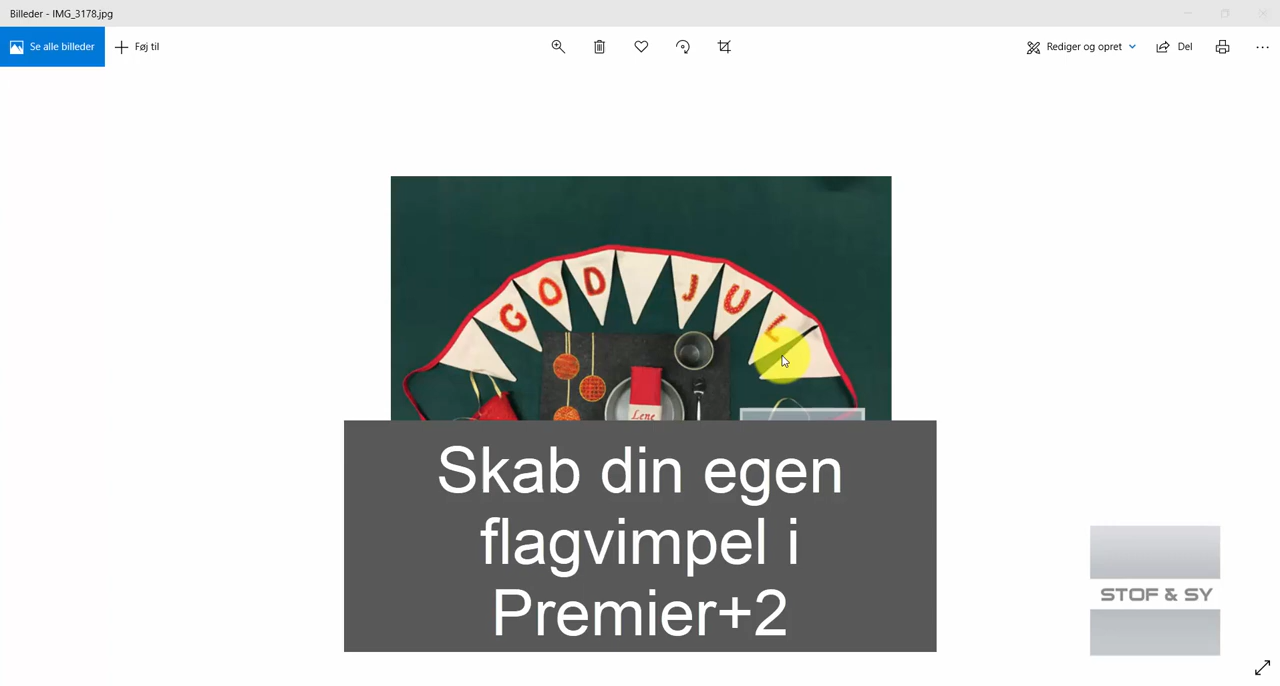 Billeder - IMG_3178.jpg
Se alle billeder
Føj til
Rediger og opret
Del
GOD JUL
Lene
Skab din egen
flagvimpel i
Premier+2
STOF & SY